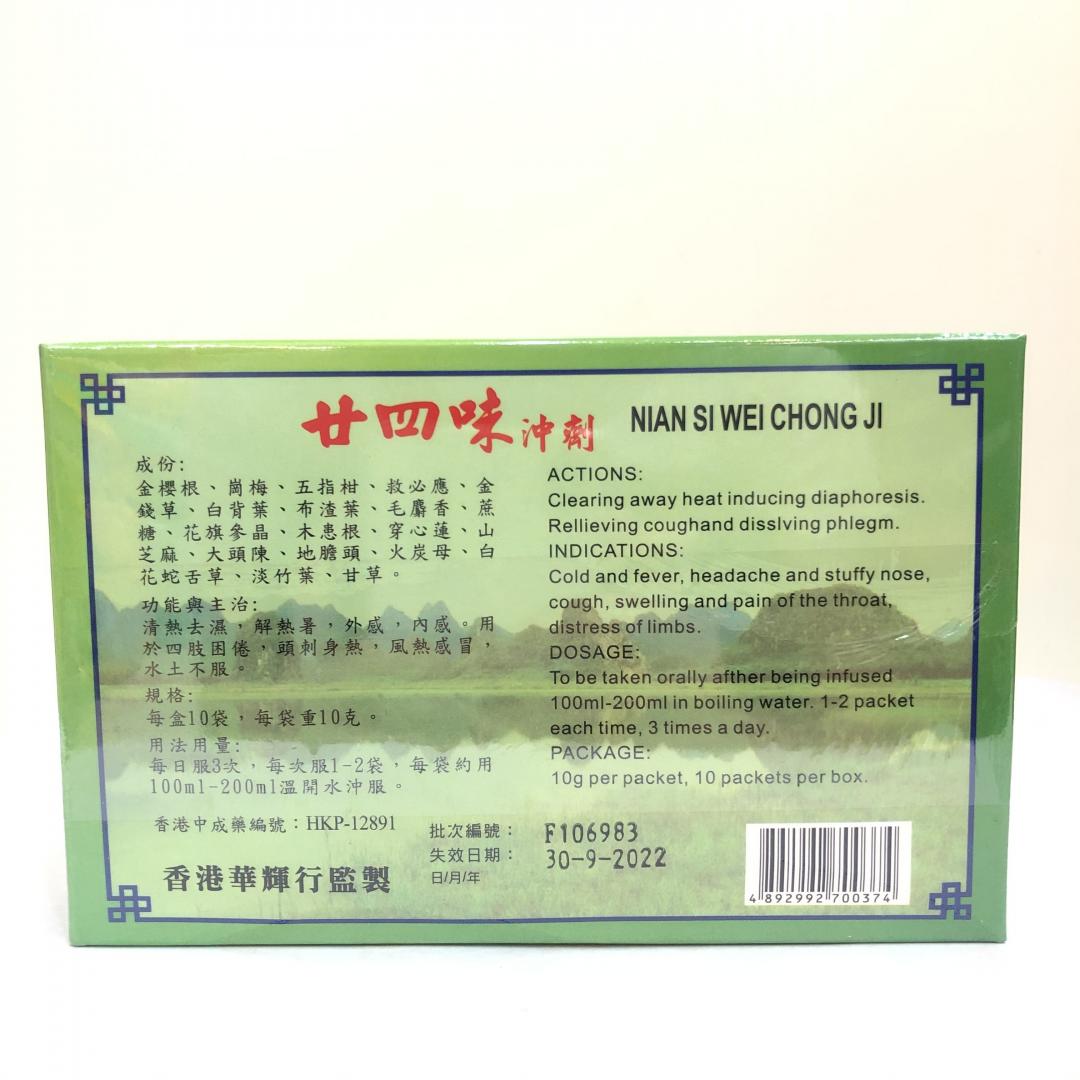 廿四味沖劑 NIAN SI WEI CHONG JI
成份:
金櫻根、崗梅、五指柑、救必應、金
錢草、白背葉、布渣葉、毛麝香、蔗
糖、花旗參晶、木患根、穿心蓮、山
芝麻、大頭陳、地膽頭、火炭母、白
花蛇舌草、淡竹葉、甘草。
功能與主治:
清熱去濕，解熱暑，外感，內感。用
於四肢困倦，頭刺身熱，風熱感冒，
水土不服。
規格:
每盒10袋，每袋重10克。
用法用量:
每日服3次，每次服1-2袋，每袋約用
100ml-200ml溫開水沖服。
ACTIONS:
Clearing away heat inducing diaphoresis.
Rellieving coughand disslving phlegm.
INDICATIONS:
Cold and fever, headache and stuffy nose,
cough, swelling and pain of the throat,
distress of limbs.
DOSAGE:
To be taken orally afther being infused
100ml-200ml in boiling water. 1-2 packet
each time, 3 times a day.
PACKAGE:
10g per packet, 10 packets per box.
香港中成藥編號：HKP-12891
香港華輝行監製
批次編號： F106983
失效日期： 30-9-2022
日/月/年
4 892992 700374